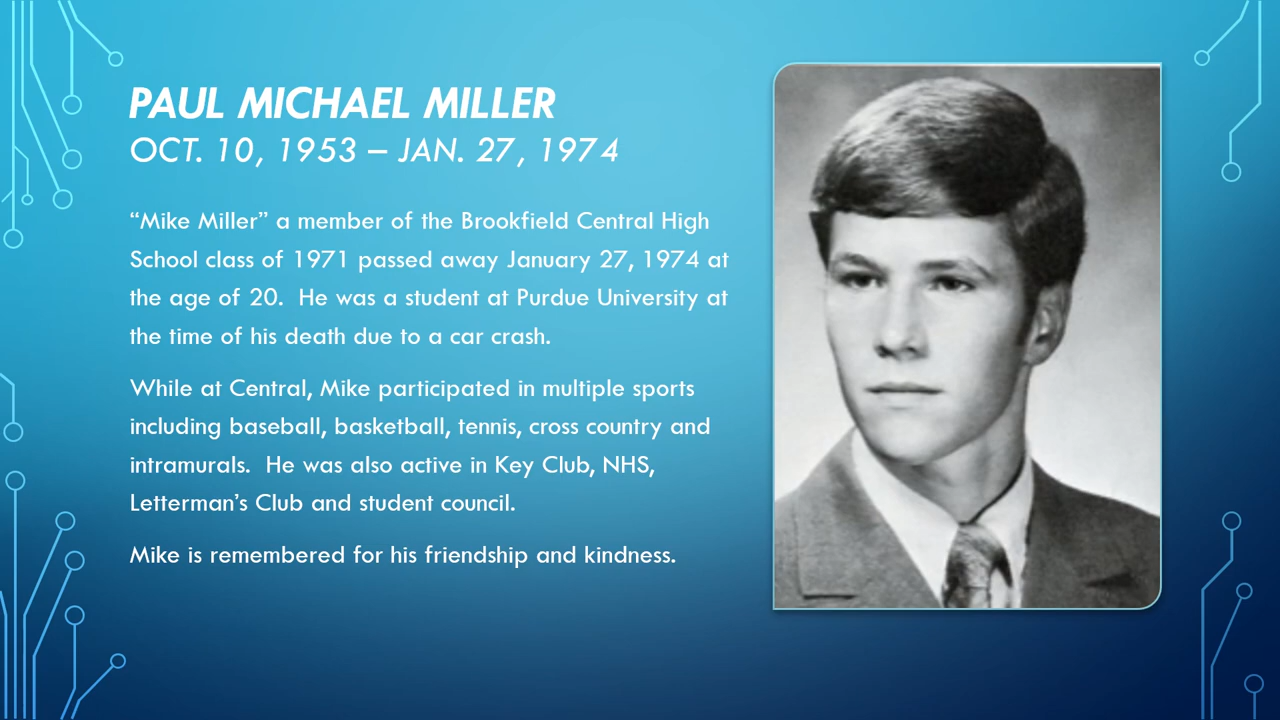 PAUL MICHAEL MILLER
OCT. 10, 1953 – JAN. 27, 1974
“Mike Miller” a member of the Brookfield Central High
School class of 1971 passed away January 27, 1974 at
the age of 20.  He was a student at Purdue University at
the time of his death due to a car crash.
While at Central, Mike participated in multiple sports
including baseball, basketball, tennis, cross country and
intramurals.  He was also active in Key Club, NHS,
Letterman’s Club and student council.
Mike is remembered for his friendship and kindness.